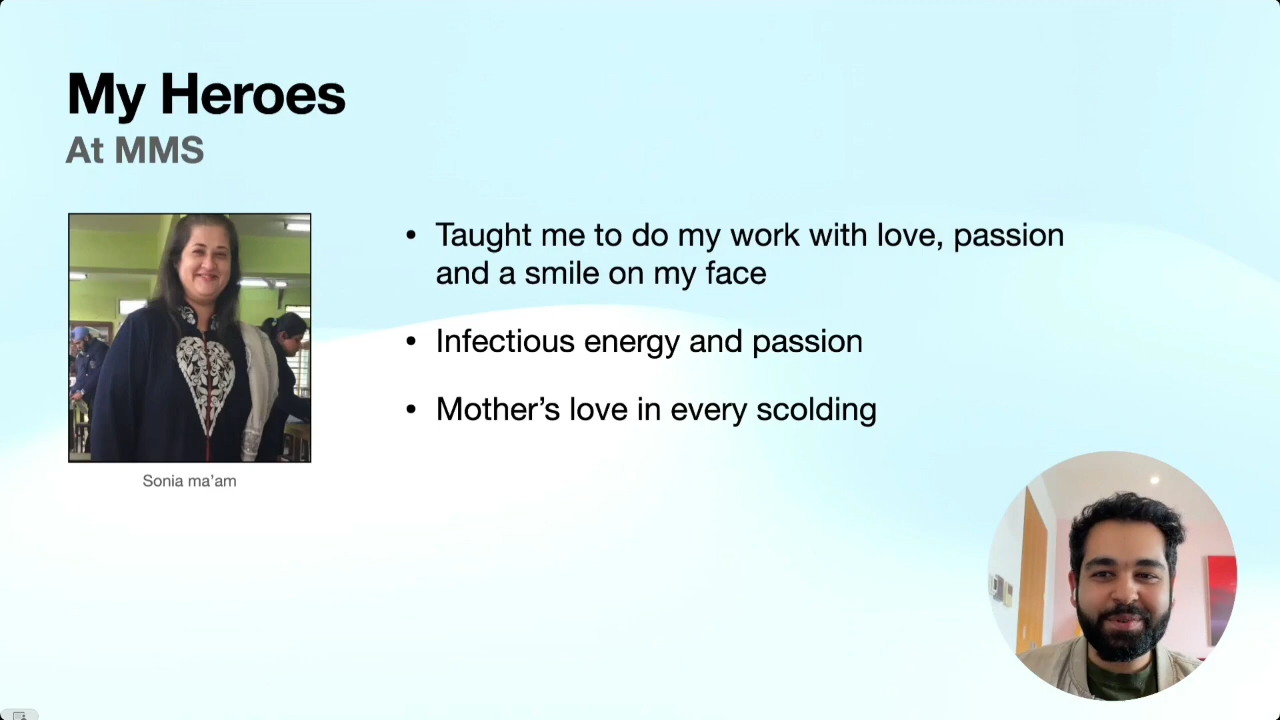 My Heroes
At MMS
• Taught me to do my work with love, passion
and a smile on my face
• Infectious energy and passion
• Mother’s love in every scolding
Sonia ma’am